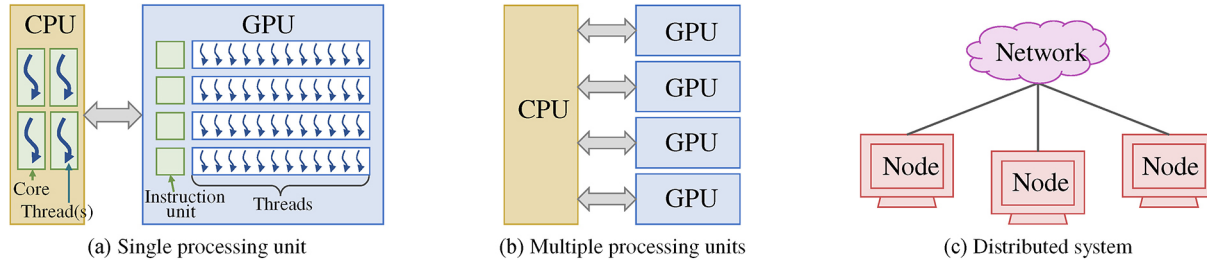 CPU
GPU
Core
Thread(s)
Instruction
unit
Threads
(a) Single processing unit
CPU
GPU
GPU
GPU
GPU
(b) Multiple processing units
Network
Node
Node
Node
(c) Distributed system